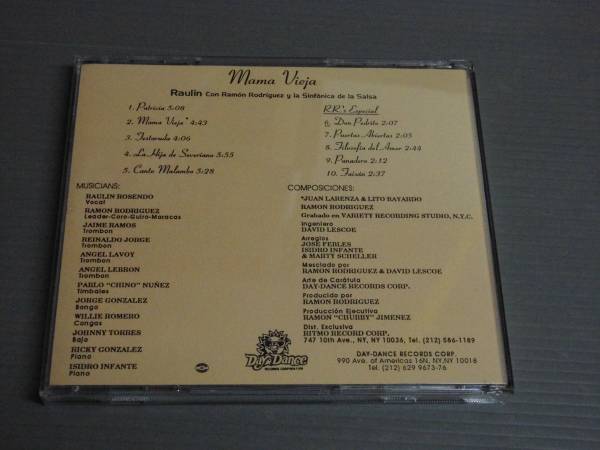 Mama Vieja
Raulin Con Ramón Rodríguez y la Sinfónica de la Salsa
1. Patricia 5:08
2. Mama Vieja* 4:43
3. Testarudo 4:06
4. La Hija de Severiano 5:55
5. Canto Malambo 5:28
R.R.'s Especial
6. Don Pedrito 2:07
7. Puertas Abiertas 2:05
8. Filosofía del Amor 2:44
9. Panadero 2:12
10. Faisán 2:37
MUSICIANS:
RAULIN ROSENDO
Vocal
RAMON RODRIGUEZ
Leader-Coro-Guiro-Maracas
JAIME RAMOS
Trombon
REINALDO JORGE
Trombon
ANGEL LAVOY
Trombon
ANGEL LEBRON
Trombon
PABLO "CHINO" NUÑEZ
Timbales
JORGE GONZALEZ
Bongo
WILLIE ROMERO
Congas
JOHNNY TORRES
Bajo
RICKY GONZALEZ
Piano
ISIDRO INFANTE
Piano
COMPOSICIONES:
*JUAN LARENZA & LITO BAYARDO
RAMON RODRIGUEZ
Grabado en VARIETY RECORDING STUDIO, N.Y.C.
Ingeniero
DAVID LESCOE
Arreglos
JOSE FEBLES
ISIDRO INFANTE
& MARTY SCHELLER
Mesclado por
RAMON RODRIGUEZ & DAVID LESCOE
Arte de Carátula
DAY-DANCE RECORDS CORP.
Producido por
RAMON RODRIGUEZ
Producción Ejecutiva
RAMON "CHUBBY" JIMENEZ
Dist. Exclusiva
RITMO RECORD CORP.
747 10th Ave., NY, NY 10036, Tel. (212) 586-1189
DAY-DANCE RECORDS CORP.
990 Ave. of Americas 16N, NY,NY 10018
Tel. (212) 629 9673-76
Day-Dance
RECORDS CORPORATION